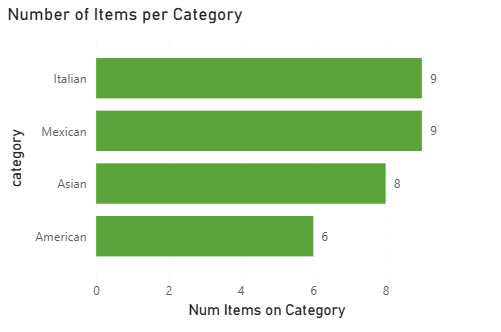 Number of Items per Category
category
Italian 9
Mexican 9
Asian 8
American 6
0 2 4 6 8
Num Items on Category